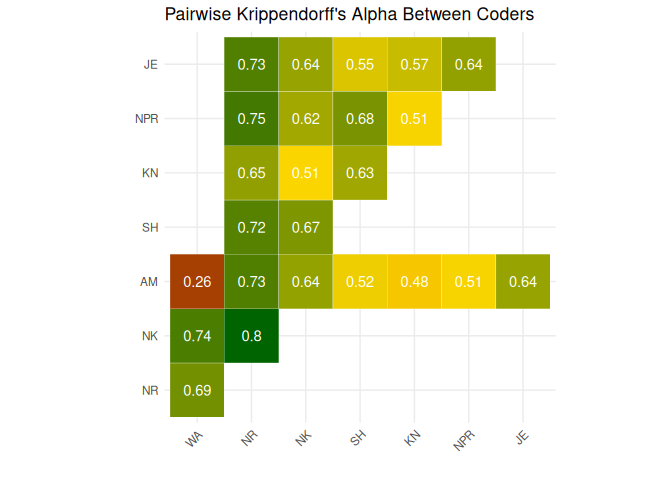 Pairwise Krippendorff's Alpha Between Coders
JE 0.73 0.64 0.55 0.57 0.64
NPR 0.75 0.62 0.68 0.51
KN 0.65 0.51 0.63
SH 0.72 0.67
AM 0.26 0.73 0.64 0.52 0.48 0.51 0.64
NK 0.74 0.8
NR 0.69
WA NR NK SH KN NPR JE